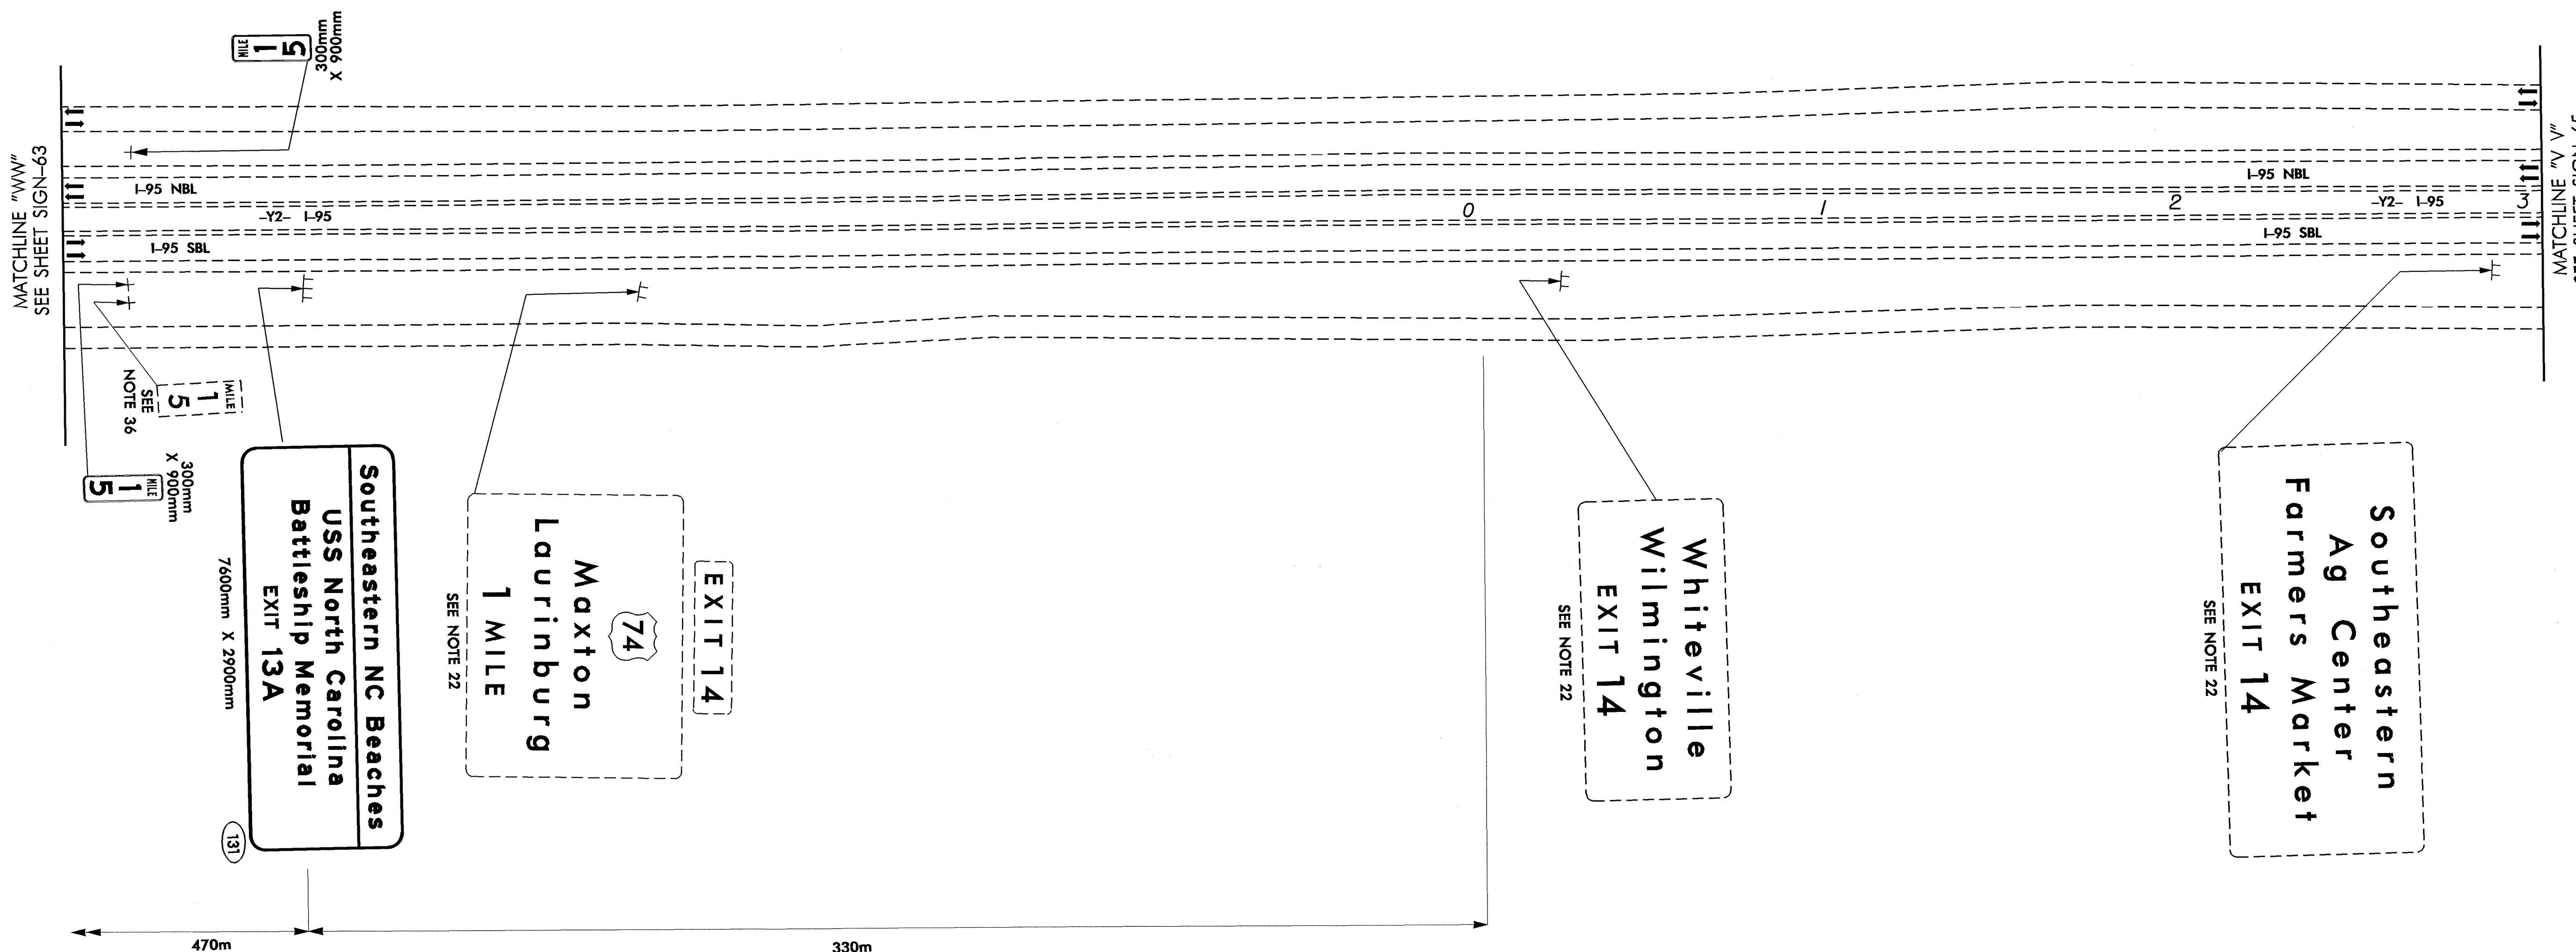 MILE
1
5
300mm
X 900mm
MATCHLINE "WW"
SEE SHEET SIGN–63
I–95 NBL
–Y2– I–95
I–95 SBL
0
1
2
3
I–95 NBL
–Y2– I–95
I–95 SBL
MATCHLINE "V V"
MILE
1
5
SEE
NOTE 36
MILE
1
5
300mm
X 900mm
Southeastern NC Beaches
USS North Carolina
Battleship Memorial
EXIT 13A
7600mm X 2900mm
131
EXIT 14
74
Maxton
Laurinburg
1 MILE
SEE NOTE 22
Whiteville
Wilmington
EXIT 14
SEE NOTE 22
Southeastern
Ag Center
Farmers Market
EXIT 14
SEE NOTE 22
470m
330m